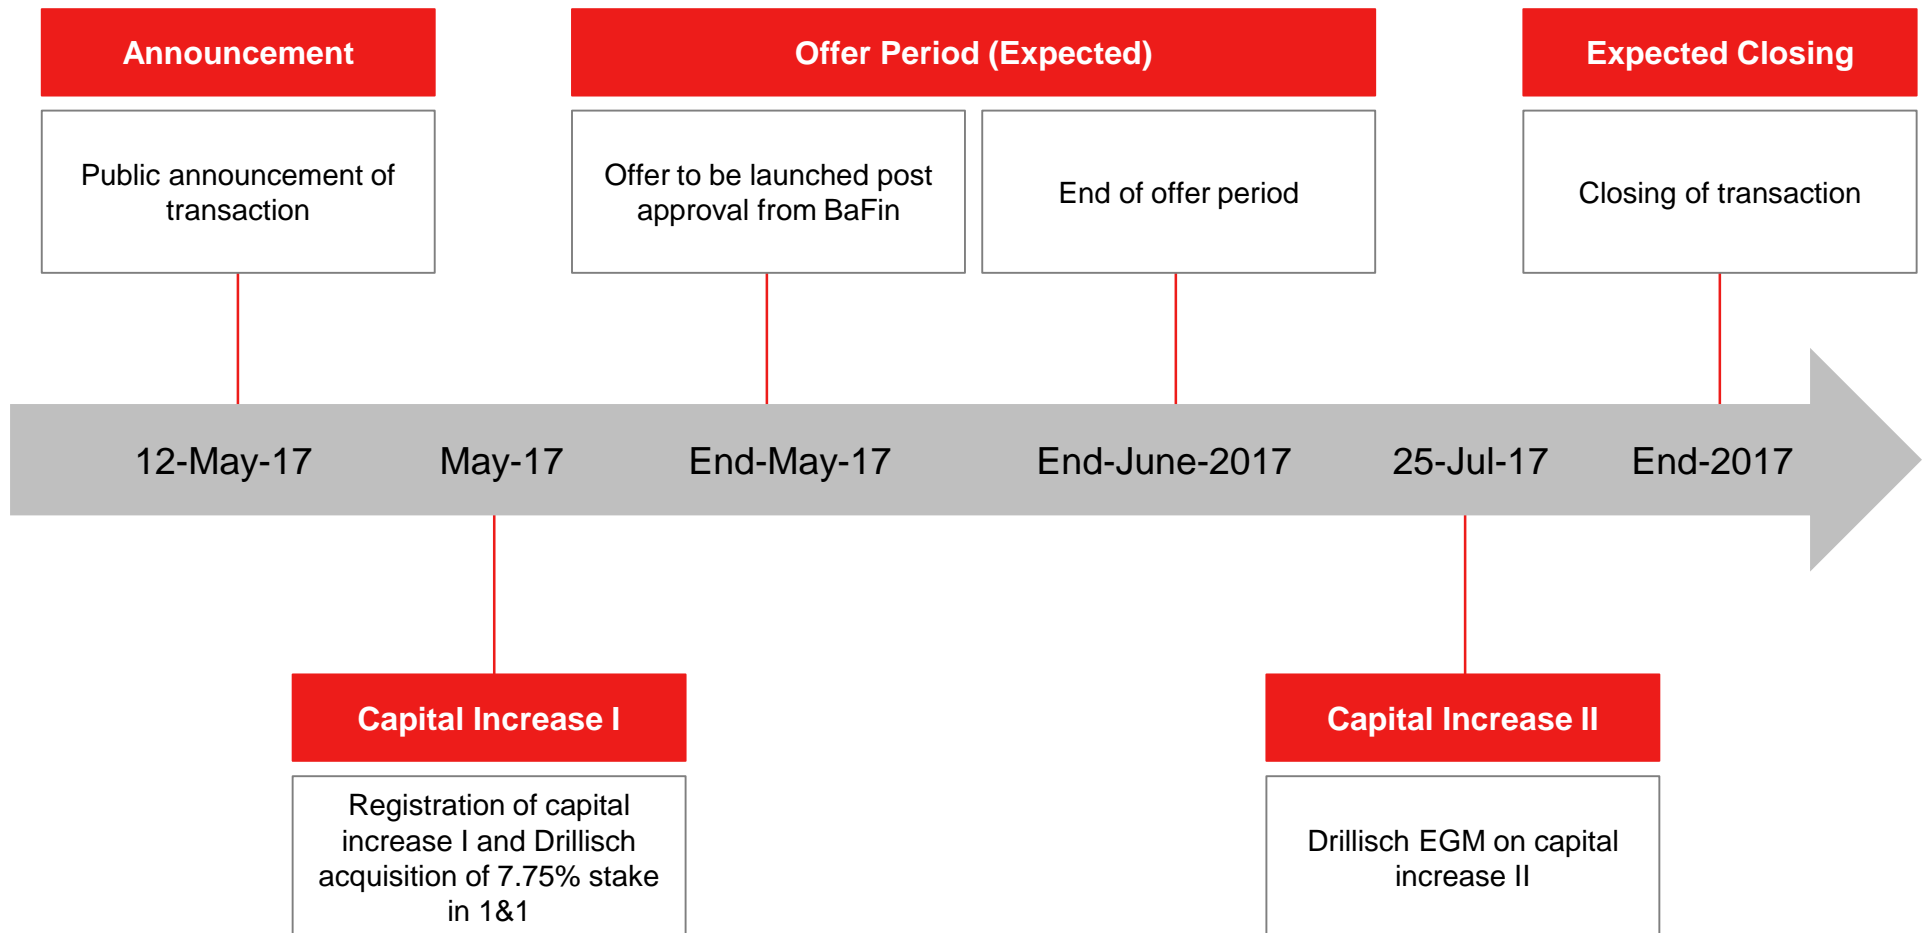 Announcement
Offer Period (Expected)
Expected Closing
Public announcement of
transaction
Offer to be launched post
approval from BaFin
End of offer period
Closing of transaction
12-May-17
May-17
End-May-17
End-June-2017
25-Jul-17
End-2017
Capital Increase I
Registration of capital
increase I and Drillisch
acquisition of 7.75% stake
in 1&1
Capital Increase II
Drillisch EGM on capital
increase II